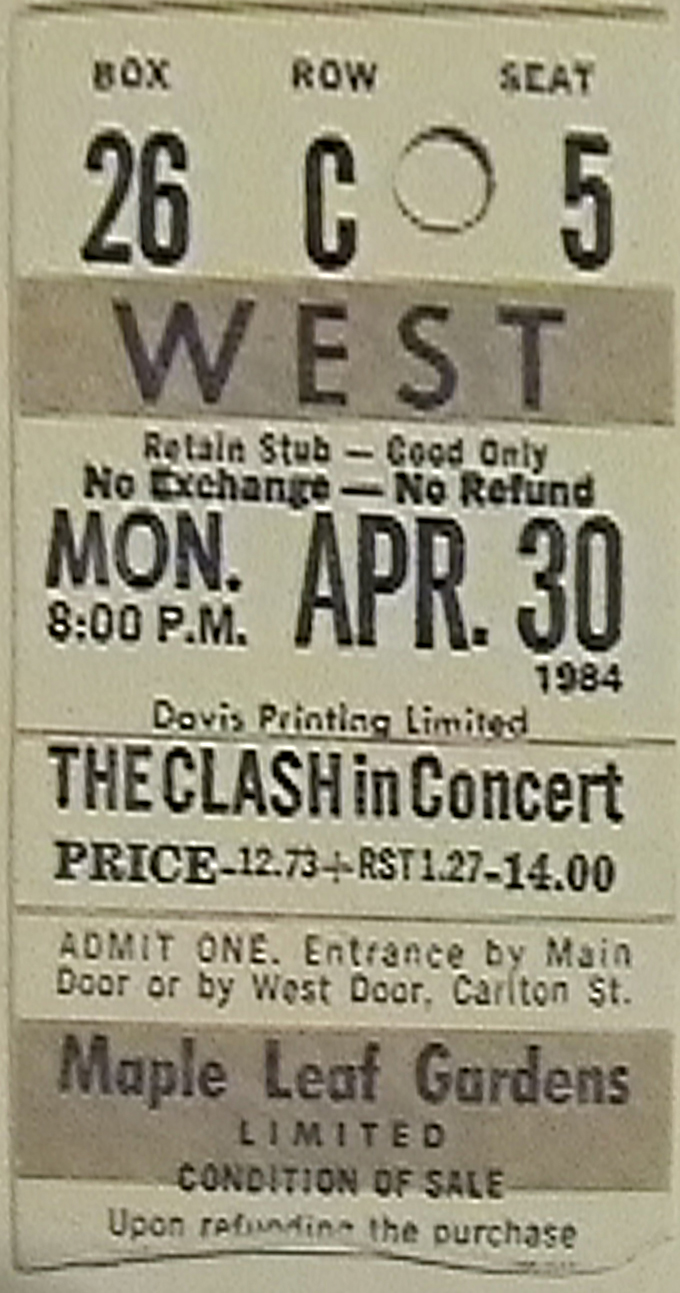 BOX ROW SEAT
26 C 5
WEST
Retain Stub — Good Only
No Exchange — No Refund
MON. APR. 30
8:00 P.M.
1984
Davis Printing Limited
THE CLASH in Concert
PRICE-12.73+RST1.27-14.00
ADMIT ONE. Entrance by Main
Door or by West Door, Carlton St.
Maple Leaf Gardens
LIMITED
CONDITION OF SALE
Upon refunding the purchase